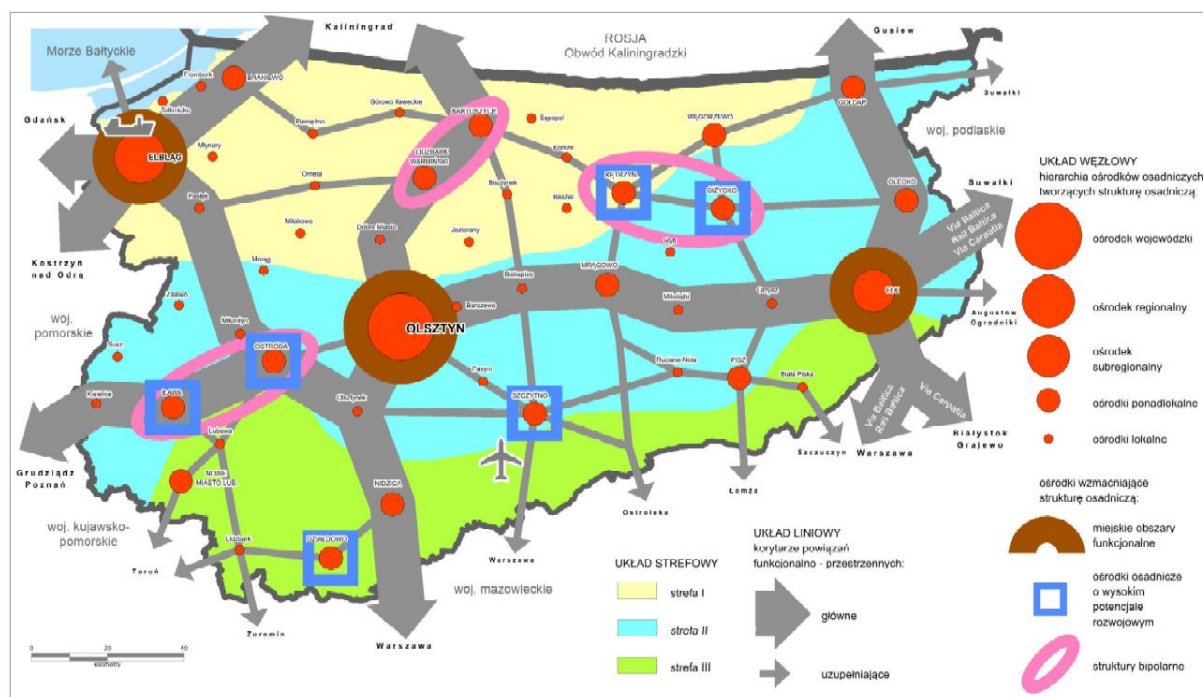 Kaliningrad
ROSJA
Obwód Kaliningradzki
Gusiew
Morze Bałtyckie
Frombork
BRANIEWO
Tolkmicko
Gdańsk
Suwałki
GOŁDAP
woj. podlaskie
Górowo Iławeckie
BARTOSZYCE
Sępopol
WĘGORZEWO
Pieniężno
ELBLĄG
Młynary
LIDZBARK
WARMIŃSKI
Korsze
KĘTRZYN
GIŻYCKO
OLECKO
Suwałki
Orneta
Bisztynek
Reszel
Pasłęk
Via Baltica
Rail Baltica
Via Carpatia
Miłakowo
Dobre Miasto
Jeziorany
RYN
Kostrzyn
nad Odrą
Morąg
Biskupiec
MRĄGOWO
Mikołajki
Orzysz
EŁK
Zalewo
Barczewo
woj.
pomorskie
OLSZTYN
Augustów
Ogrodniki
Miłomłyn
Susz
OSTRÓDA
Pasym
Ruciane-Nida
PISZ
Biała Piska
IŁAWA
Kisielice
Olsztynek
SZCZYTNO
Via Baltica
Rail Baltica
Via Carpatia
Lubawa
Białystok
Grajewo
Warszawa
Szczuczyn
Grudziądz
Poznań
NOWE
MIASTO LUB.
NIDZICA
Łomża
Ostrołęka
woj. kujawsko-
pomorskie
DZIAŁDOWO
Lidzbark
Toruń
Warszawa
woj. mazowieckie
Żuromin
Warszawa
0 20 40
kilometry
UKŁAD STREFOWY
strefa I
strefa II
strefa III
UKŁAD LINIOWY
korytarze powiązań
funkcjonalno - przestrzennych:
główne
uzupełniające
UKŁAD WĘZŁOWY
hierarchia ośrodków osadniczych
tworzących strukturę osadniczą:
ośrodek wojewódzki
ośrodek regionalny
ośrodek
subregionalny
ośrodki ponadlokalne
ośrodki lokalne
ośrodki wzmacniające
strukturę osadniczą:
miejskie obszary
funkcjonalne
ośrodki osadnicze
o wysokim
potencjale
rozwojowym
struktury bipolarne